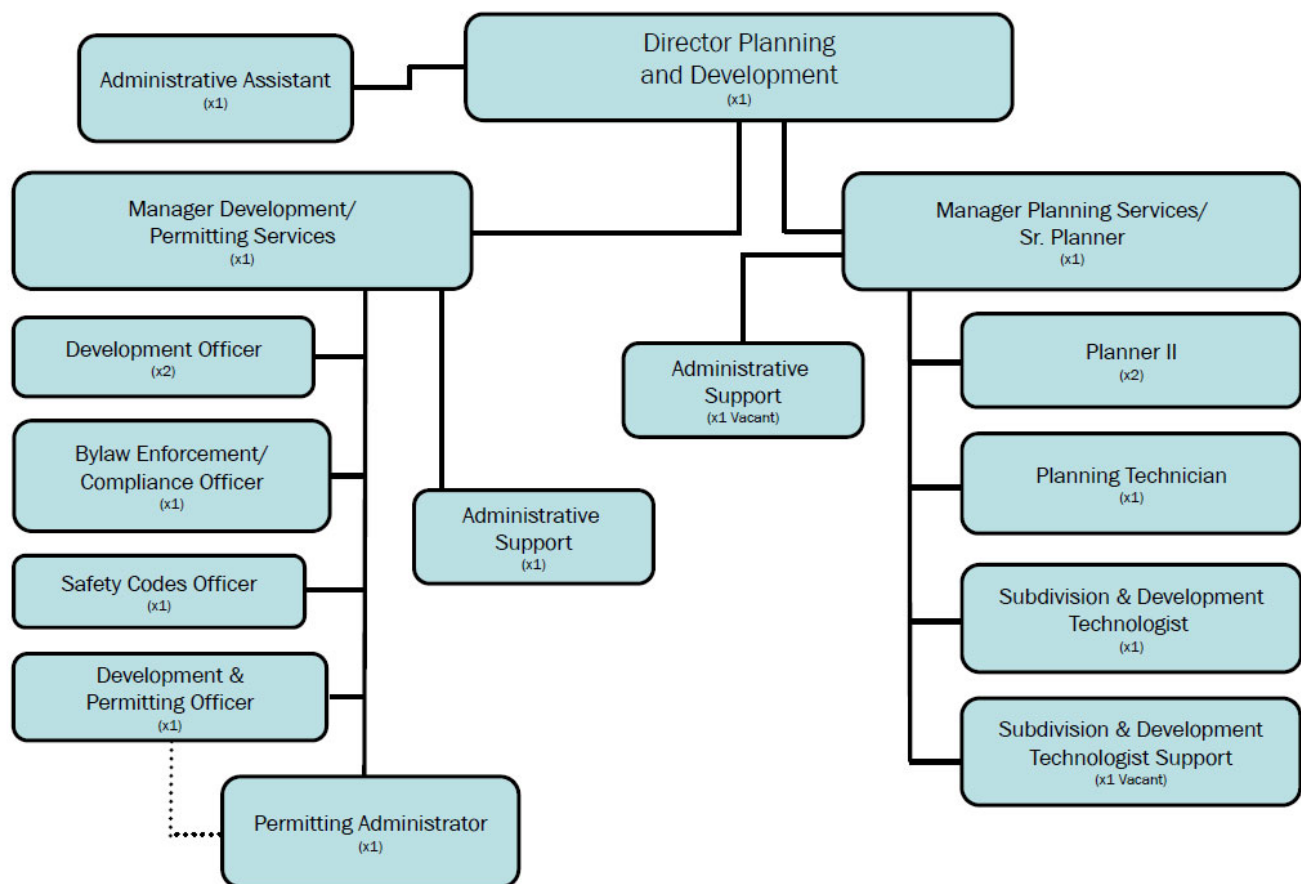 Director Planning
and Development
(x1)
Administrative Assistant
(x1)
Manager Development/
Permitting Services
(x1)
Manager Planning Services/
Sr. Planner
(x1)
Development Officer
(x2)
Bylaw Enforcement/
Compliance Officer
(x1)
Safety Codes Officer
(x1)
Development &
Permitting Officer
(x1)
Permitting Administrator
(x1)
Administrative
Support
(x1)
Administrative
Support
(x1 Vacant)
Planner II
(x2)
Planning Technician
(x1)
Subdivision & Development
Technologist
(x1)
Subdivision & Development
Technologist Support
(x1 Vacant)